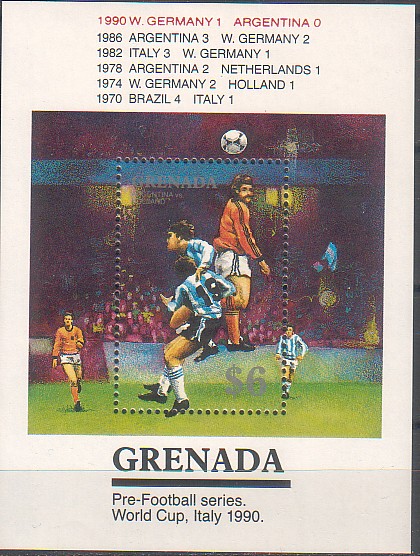 1990 W. GERMANY 1 ARGENTINA 0
1986 ARGENTINA 3 W. GERMANY 2
1982 ITALY 3 W. GERMANY 1
1978 ARGENTINA 2 NETHERLANDS 1
1974 W. GERMANY 2 HOLLAND 1
1970 BRAZIL 4 ITALY 1
GRENADA
ARGENTINA vs.
$6
GRENADA
Pre-Football series.
World Cup, Italy 1990.